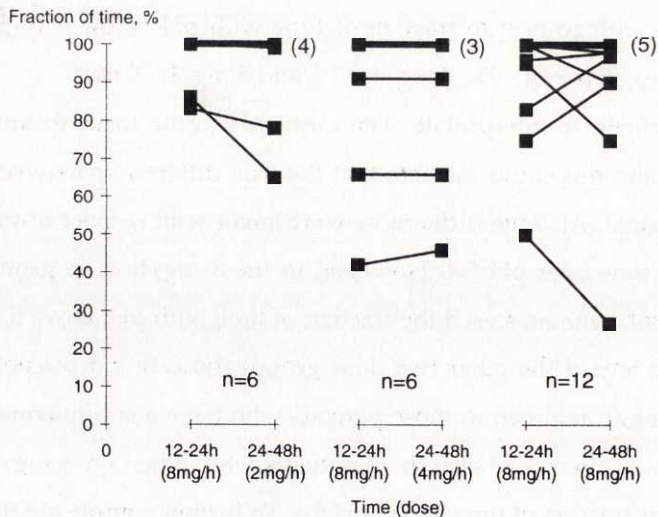 Fraction of time, %
100
90
80
70
60
50
40
30
20
10
0
(4)
(3)
(5)
n=6
n=6
n=12
0
12-24h
(8mg/h)
24-48h
(2mg/h)
12-24h
(8mg/h)
24-48h
(4mg/h)
12-24h
(8mg/h)
24-48h
(8mg/h)
Time (dose)